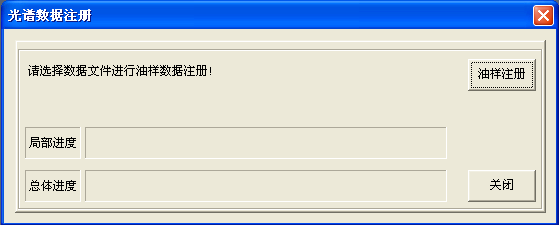 光谱数据注册
请选择数据文件进行油样数据注册!
油样注册
局部进度
总体进度
关闭